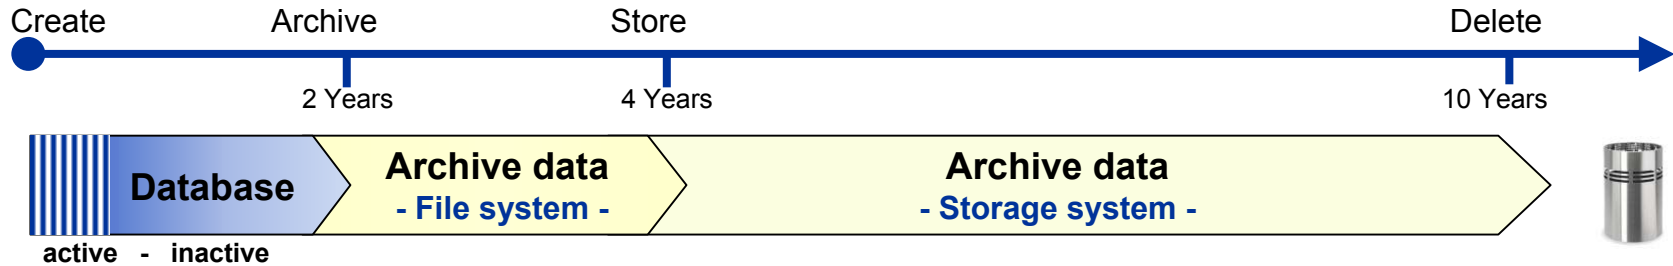 Create Archive Store Delete
2 Years 4 Years 10 Years
Database
Archive data
- File system -
Archive data
- Storage system -
active - inactive